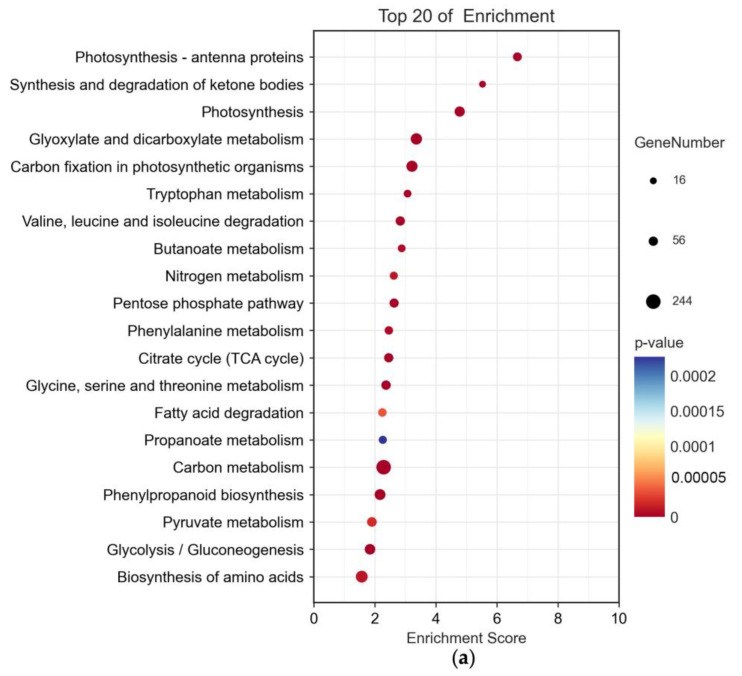 Top 20 of Enrichment
Photosynthesis - antenna proteins
Synthesis and degradation of ketone bodies
Photosynthesis
Glyoxylate and dicarboxylate metabolism
Carbon fixation in photosynthetic organisms
Tryptophan metabolism
Valine, leucine and isoleucine degradation
Butanoate metabolism
Nitrogen metabolism
Pentose phosphate pathway
Phenylalanine metabolism
Citrate cycle (TCA cycle)
Glycine, serine and threonine metabolism
Fatty acid degradation
Propanoate metabolism
Carbon metabolism
Phenylpropanoid biosynthesis
Pyruvate metabolism
Glycolysis / Gluconeogenesis
Biosynthesis of amino acids
0 2 4 6 8 10
Enrichment Score
(a)
GeneNumber
16
56
244
p-value
0.0002
0.00015
0.0001
0.00005
0